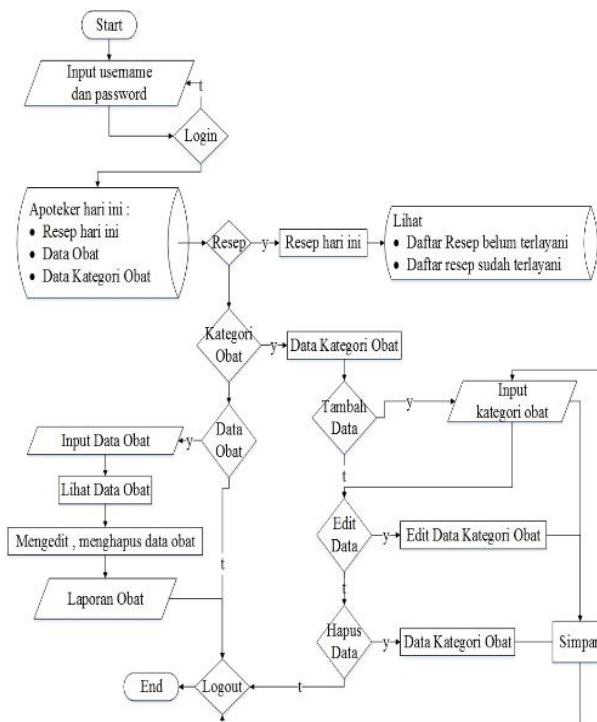 Start
Input username
dan password
t
Login
Apoteker hari ini :
• Resep hari ini
• Data Obat
• Data Kategori Obat
Resep
y
Resep hari ini
Lihat
• Daftar Resep belum terlayani
• Daftar resep sudah terlayani
Kategori
Obat
y
Data Kategori Obat
Tambah
Data
y
Input
kategori obat
Data
Obat
y
Input Data Obat
Lihat Data Obat
Mengedit , menghapus data obat
Laporan Obat
t
t
Edit
Data
y
Edit Data Kategori Obat
t
Hapus
Data
y
Data Kategori Obat
Simpan
t
Logout
End